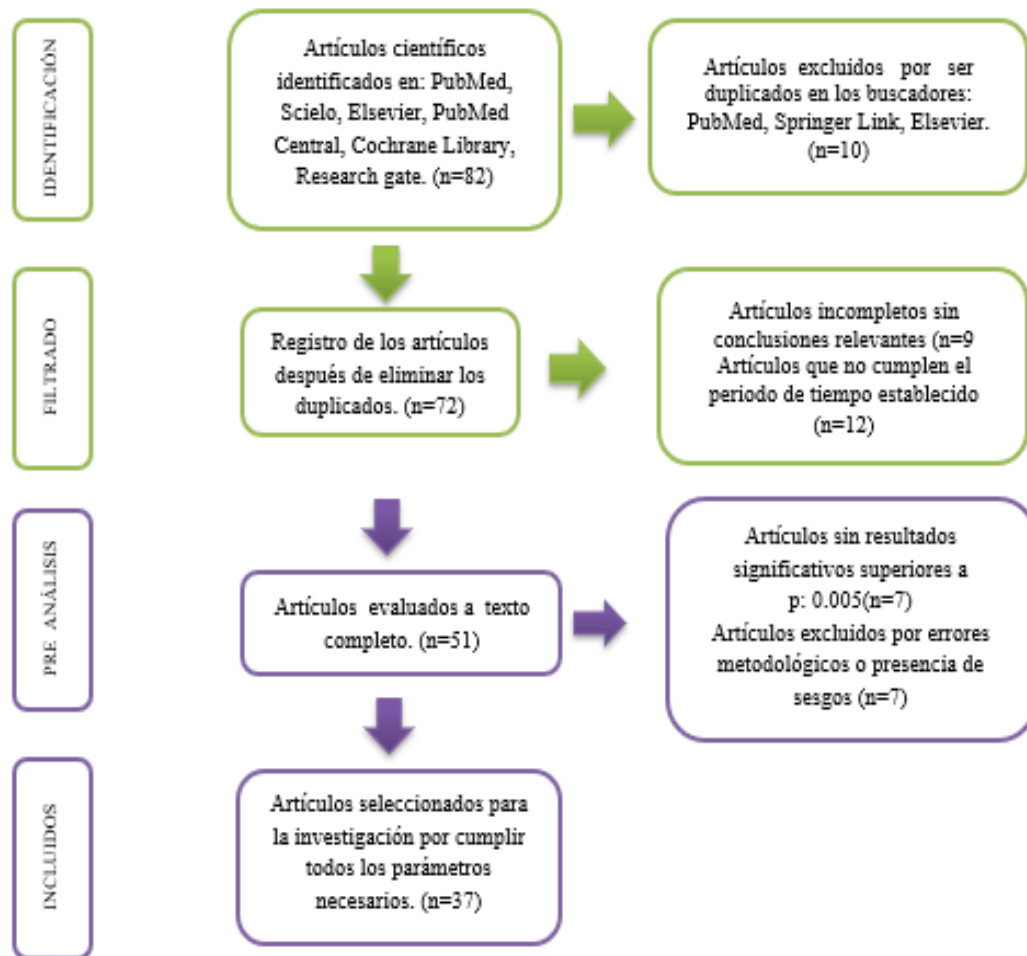 IDENTIFICACIÓN
Artículos científicos
identificados en: PubMed,
Scielo, Elsevier, PubMed
Central, Cochrane Library,
Research gate. (n=82)
Artículos excluidos por ser
duplicados en los buscadores:
PubMed, Springer Link, Elsevier.
(n=10)
FILTRADO
Registro de los artículos
después de eliminar los
duplicados. (n=72)
Artículos incompletos sin
conclusiones relevantes (n=9
Artículos que no cumplen el
periodo de tiempo establecido
(n=12)
PRE ANÁLISIS
Artículos evaluados a texto
completo. (n=51)
Artículos sin resultados
significativos superiores a
p: 0.005(n=7)
Artículos excluidos por errores
metodológicos o presencia de
sesgos (n=7)
INCLUIDOS
Artículos seleccionados para
la investigación por cumplir
todos los parámetros
necesarios. (n=37)